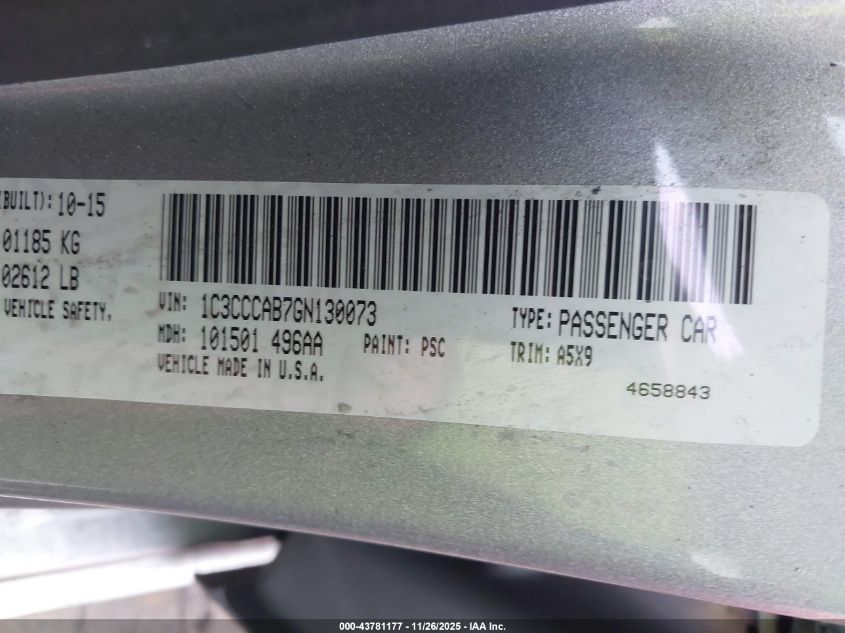 (BUILT): 10-15
01185 KG
02612 LB
VEHICLE SAFETY.
VIN: 1C3CCCAB7GN130073
TYPE: PASSENGER CAR
MDH: 101501 496AA
PAINT: PSC
TRIM: A5X9
VEHICLE MADE IN U.S.A.
4658843
000-43781177 - 11/26/2025 - IAA Inc.